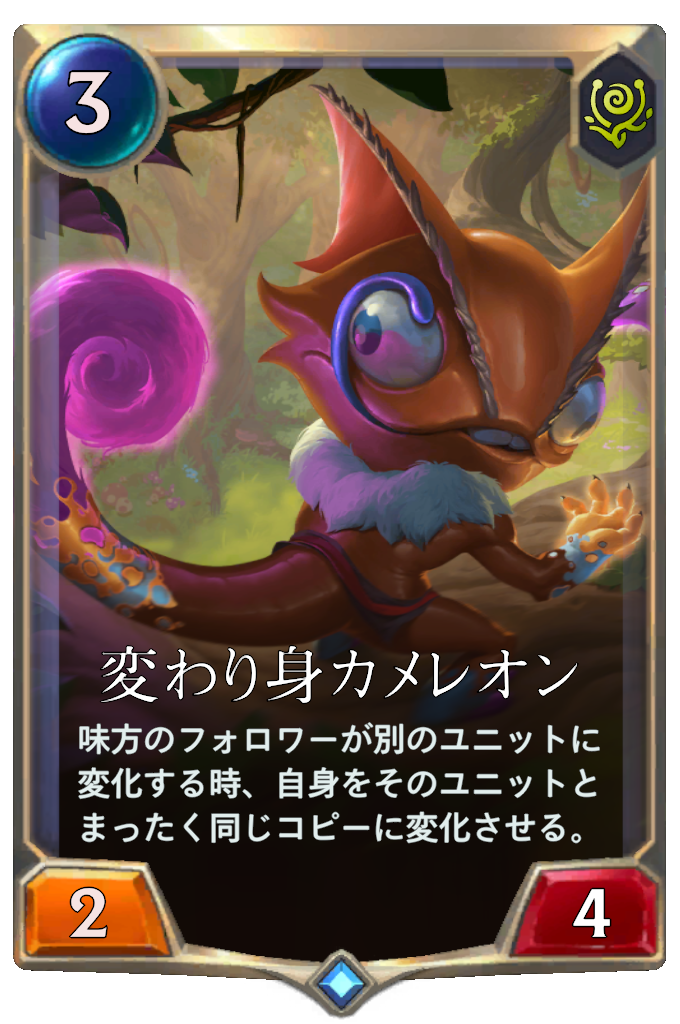 3
変わり身カメレオン
味方のフォロワーが別のユニットに
変化する時、自身をそのユニットと
まったく同じコピーに変化させる。
2
4